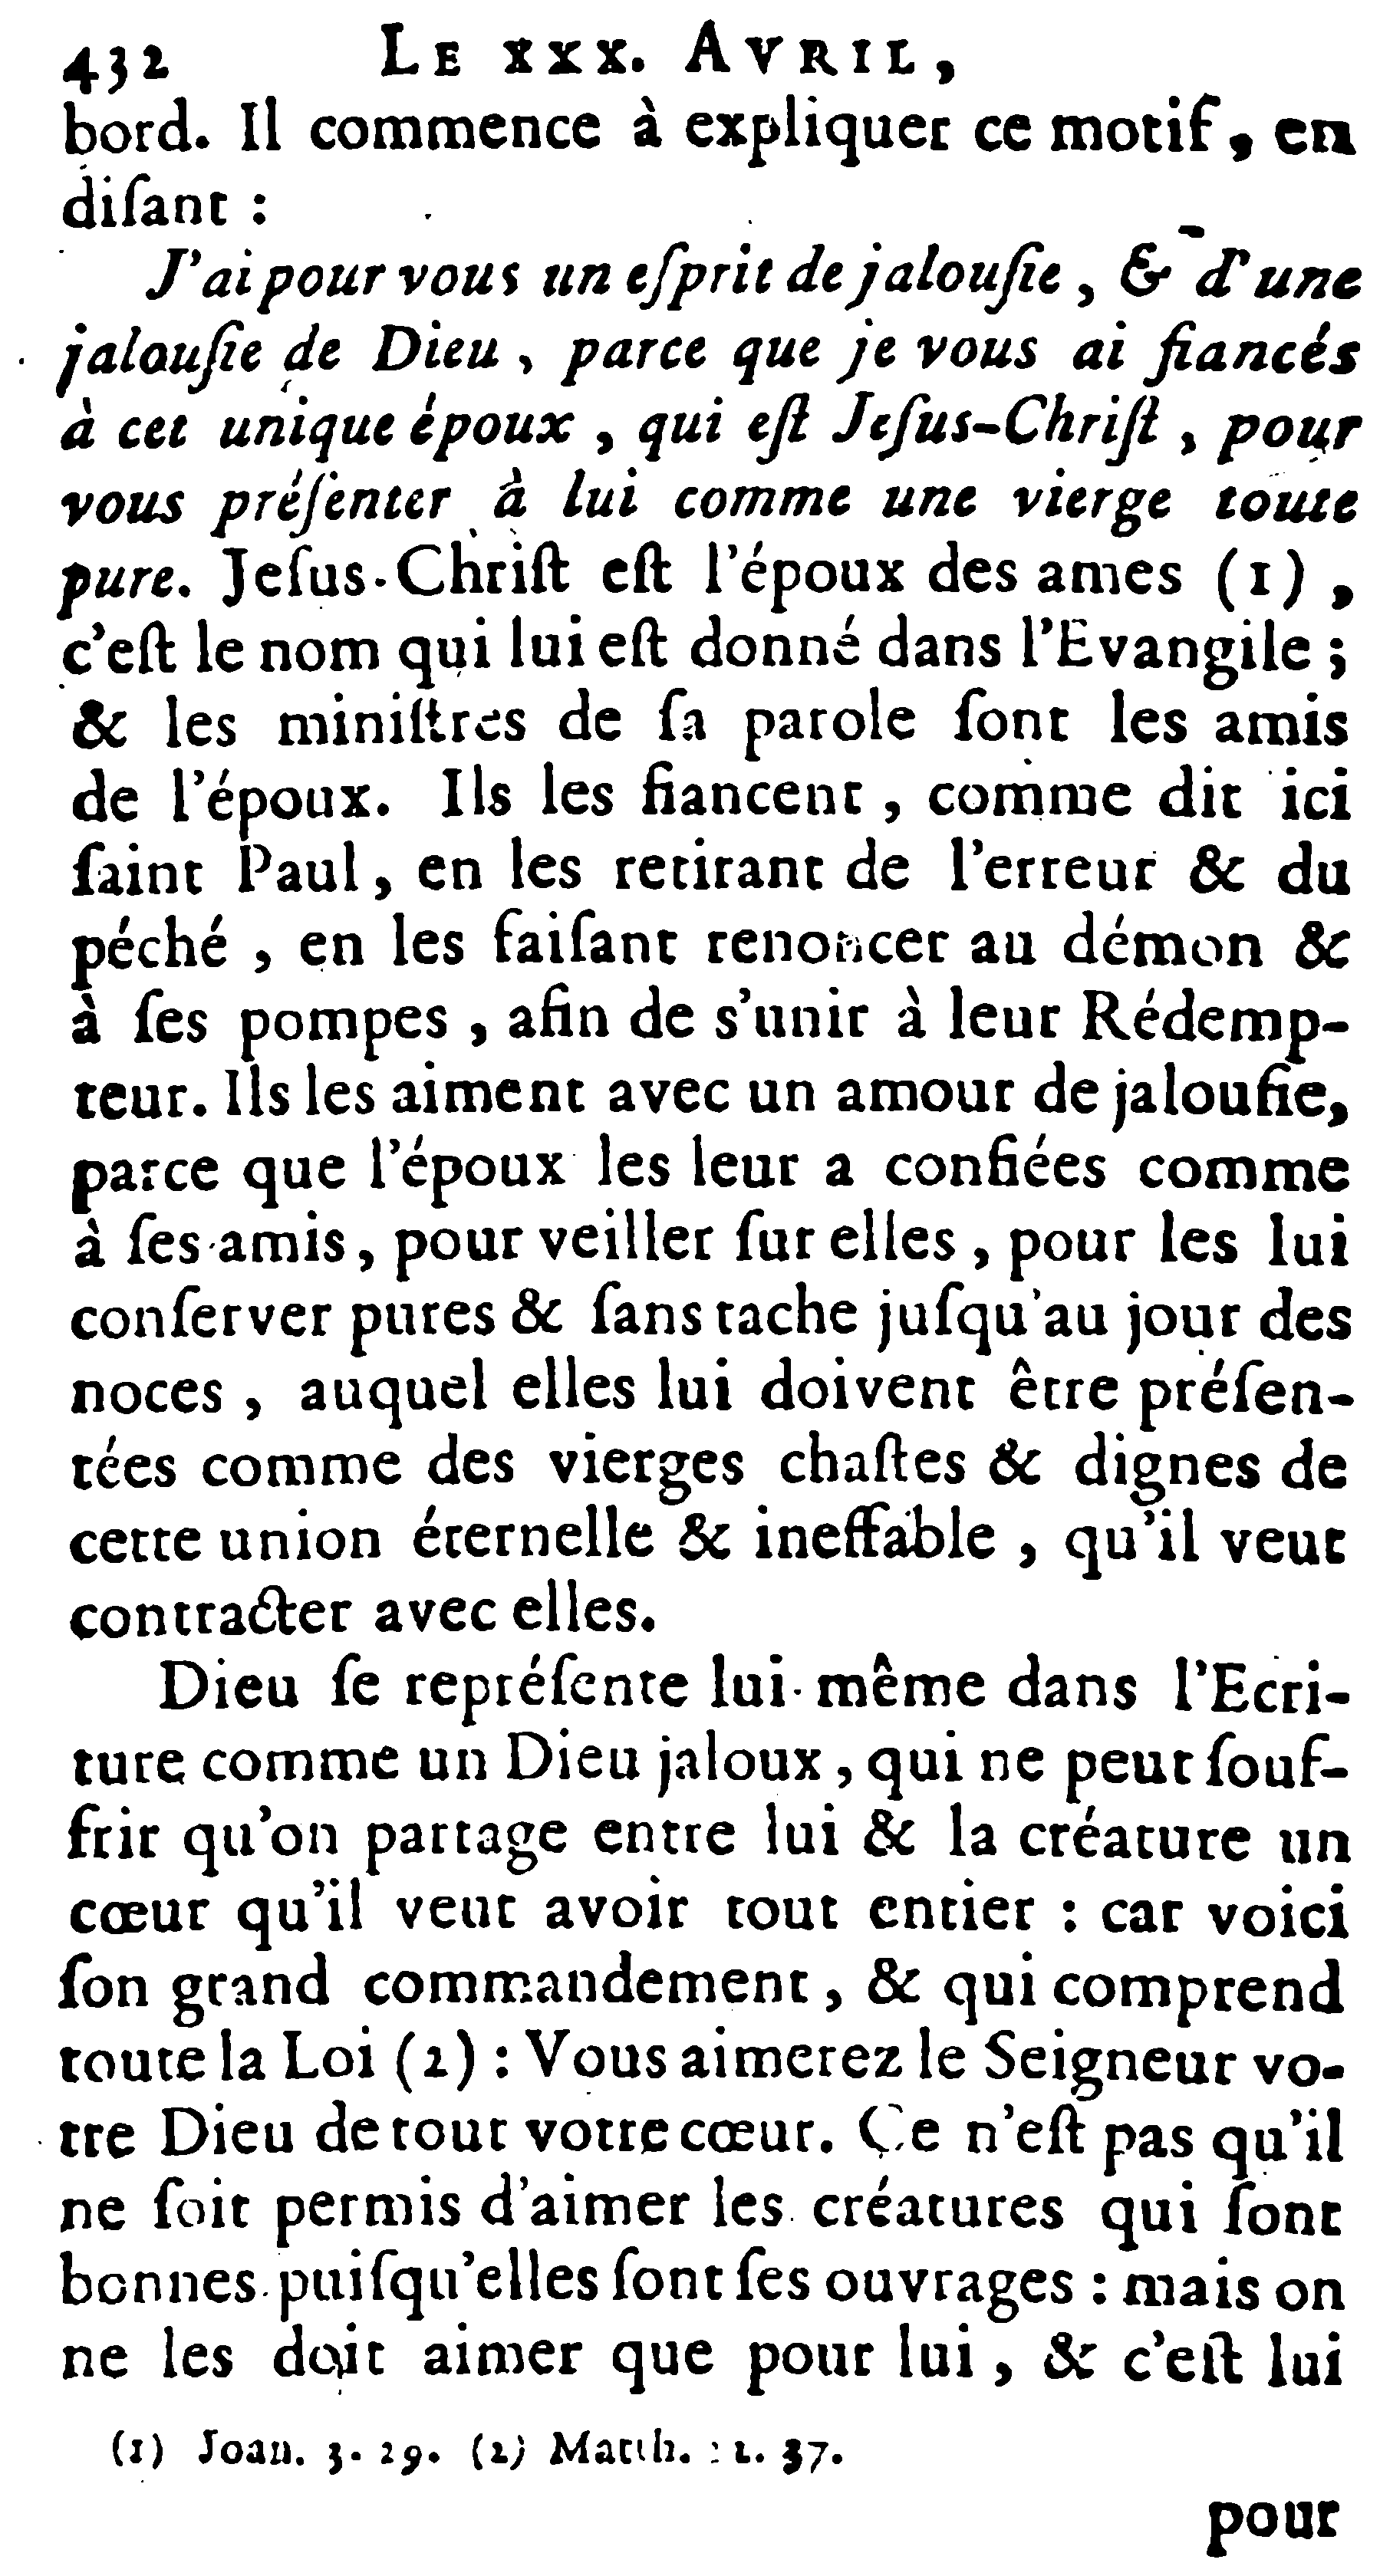 432 LE XXX. AVRIL,
bord. Il commence à expliquer ce motif, en
diſant :
J'ai pour vous un eſprit de jalouſie, & d'une
jalouſie de Dieu, parce que je vous ai fiancés
à cet unique époux, qui eſt Jeſus-Chriſt, pour
vous préſenter à lui comme une vierge toute
pure. Jeſus-Chriſt eſt l'époux des ames (1),
c'eſt le nom qui lui eſt donné dans l'Evangile ;
& les miniſtres de ſa parole ſont les amis
de l'époux. Ils les fiancent, comme dit ici
ſaint Paul, en les retirant de l'erreur & du
péché, en les faiſant renoncer au démon &
à ſes pompes, afin de s'unir à leur Rédemp-
teur. Ils les aiment avec un amour de jalouſie,
parce que l'époux les leur a confiées comme
à ſes amis, pour veiller ſur elles, pour les lui
conſerver pures & ſans tache juſqu'au jour des
noces, auquel elles lui doivent être préſen-
tées comme des vierges chaſtes & dignes de
cette union éternelle & ineffable, qu'il veut
contracter avec elles.
Dieu ſe repréſente lui-même dans l'Ecri-
ture comme un Dieu jaloux, qui ne peut ſouf-
frir qu'on partage entre lui & la créature un
cœur qu'il veut avoir tout entier : car voici
ſon grand commandement, & qui comprend
toute la Loi (2) : Vous aimerez le Seigneur vo-
tre Dieu de tout votre cœur. Ce n'eſt pas qu'il
ne ſoit permis d'aimer les créatures qui ſont
bonnes puiſqu'elles ſont ſes ouvrages : mais on
ne les doit aimer que pour lui, & c'eſt lui
(1) Joan. 3. 29. (2) Matth. 22. 37.
pour